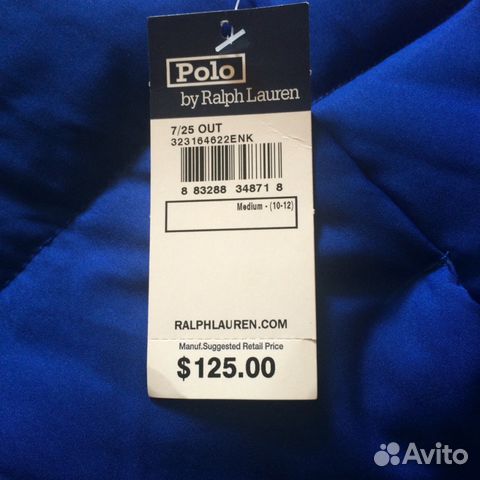 Polo
by Ralph Lauren
7/25 OUT
323164622ENK
8 83288 34871 8
Medium - (10-12)
RALPHLAUREN.COM
Manuf.Suggested Retail Price
$125.00
Avito